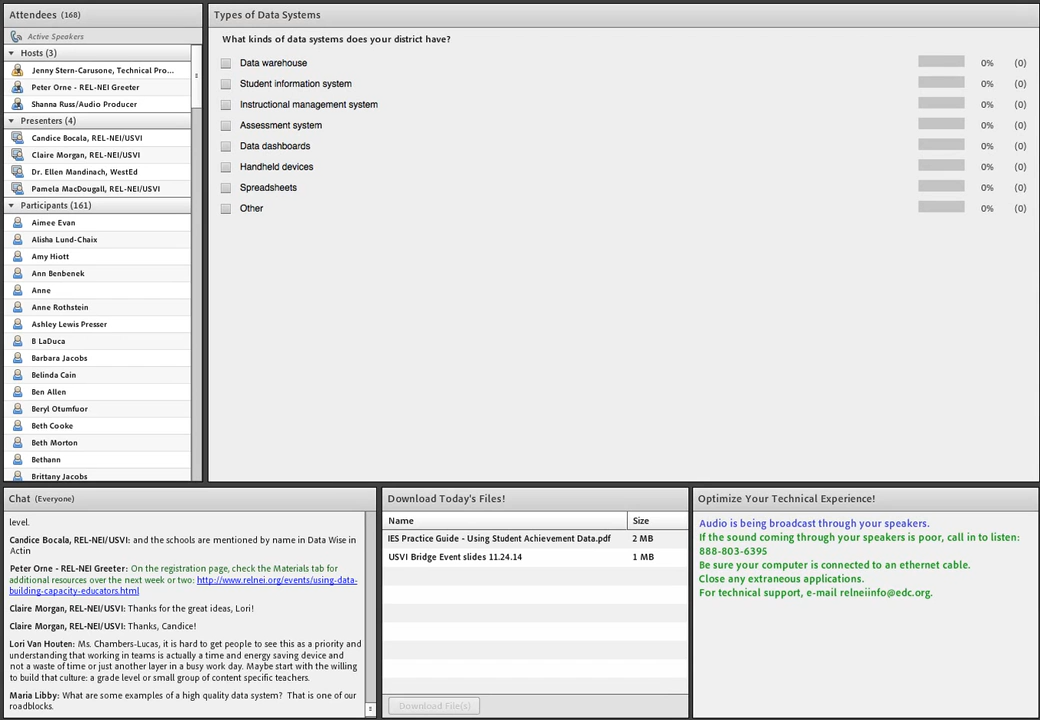 Attendees (168)
Active Speakers
Hosts (3)
Jenny Stern-Carusone, Technical Pro...
Peter Orne - REL-NEI Greeter
Shanna Russ/Audio Producer
Presenters (4)
Candice Bocala, REL-NEI/USVI
Claire Morgan, REL-NEI/USVI
Dr. Ellen Mandinach, WestEd
Pamela MacDougall, REL-NEI/USVI
Participants (161)
Aimee Evan
Alisha Lund-Chaix
Amy Hiott
Ann Benbenek
Anne
Anne Rothstein
Ashley Lewis Presser
B LaDuca
Barbara Jacobs
Belinda Cain
Ben Allen
Beryl Otumfuor
Beth Cooke
Beth Morton
Bethann
Brittany Jacobs
Types of Data Systems
What kinds of data systems does your district have?
Data warehouse 0% (0)
Student information system 0% (0)
Instructional management system 0% (0)
Assessment system 0% (0)
Data dashboards 0% (0)
Handheld devices 0% (0)
Spreadsheets 0% (0)
Other 0% (0)
Chat (Everyone)
level.
Candice Bocala, REL-NEI/USVI: and the schools are mentioned by name in Data Wise in
Actin
Peter Orne - REL-NEI Greeter: On the registration page, check the Materials tab for
additional resources over the next week or two: http://www.relnei.org/events/using-data-
building-capacity-educators.html
Claire Morgan, REL-NEI/USVI: Thanks for the great ideas, Lori!
Claire Morgan, REL-NEI/USVI: Thanks, Candice!
Lori Van Houten: Ms. Chambers-Lucas, it is hard to get people to see this as a priority and
understanding that working in teams is actually a time and energy saving device and
not a waste of time or just another layer in a busy work day. Maybe start with the willing
to build that culture: a grade level or small group of content specific teachers.
Maria Libby: What are some examples of a high quality data system? That is one of our
roadblocks.
Download Today's Files!
Name Size
IES Practice Guide - Using Student Achievement Data.pdf 2 MB
USVI Bridge Event slides 11.24.14 1 MB
Download File(s)
Optimize Your Technical Experience!
Audio is being broadcast through your speakers.
If the sound coming through your speakers is poor, call in to listen:
888-803-6395
Be sure your computer is connected to an ethernet cable.
Close any extraneous applications.
For technical support, e-mail relneiinfo@edc.org.